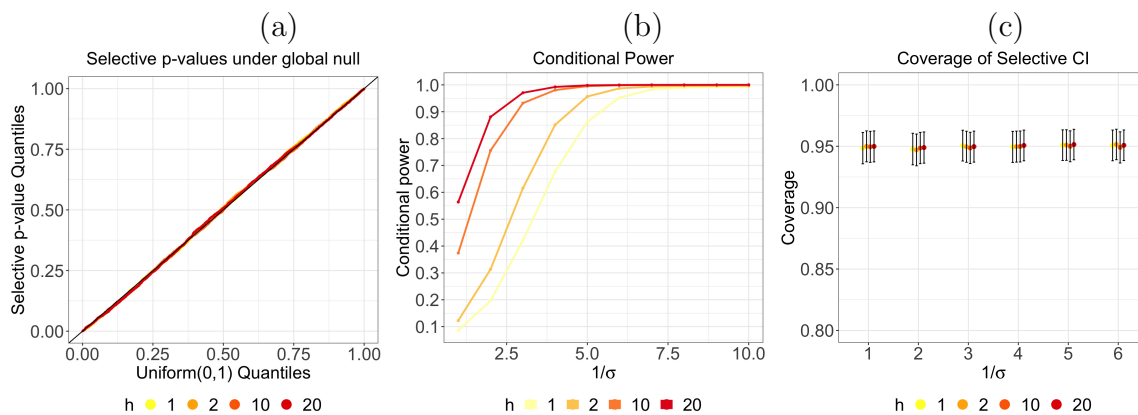 (a)
Selective p-values under global null
Selective p-value Quantiles
1.00
0.75
0.50
0.25
0.00
0.00 0.25 0.50 0.75 1.00
Uniform(0,1) Quantiles
h 1 2 10 20
(b)
Conditional Power
Conditional power
1.0
0.9
0.8
0.7
0.6
0.5
0.4
0.3
0.2
0.1
2.5 5.0 7.5 10.0
1/σ
h 1 2 10 20
(c)
Coverage of Selective CI
Coverage
1.00
0.95
0.90
0.85
0.80
1 2 3 4 5 6
1/σ
h 1 2 10 20